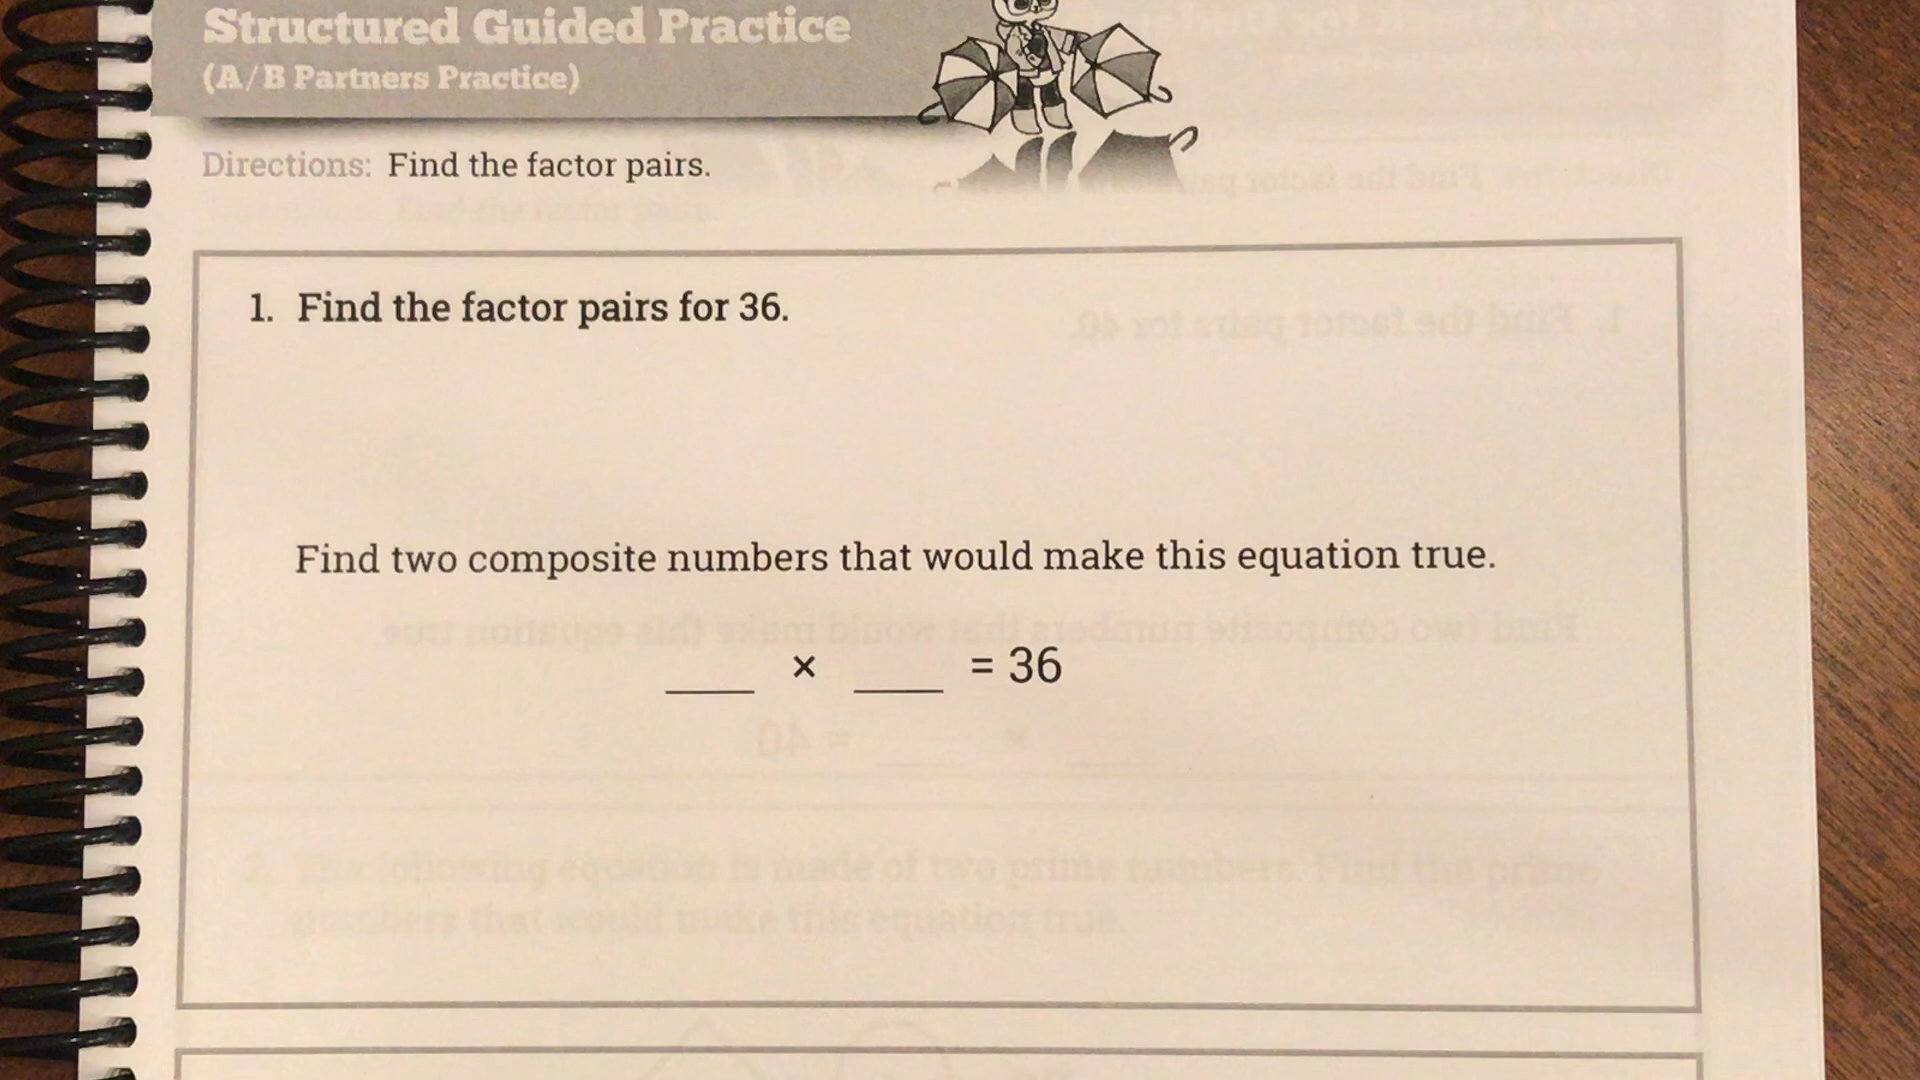 Structured Guided Practice
(A/B Partners Practice)
Directions: Find the factor pairs.
1. Find the factor pairs for 36.
Find two composite numbers that would make this equation true.
____ × ____ = 36